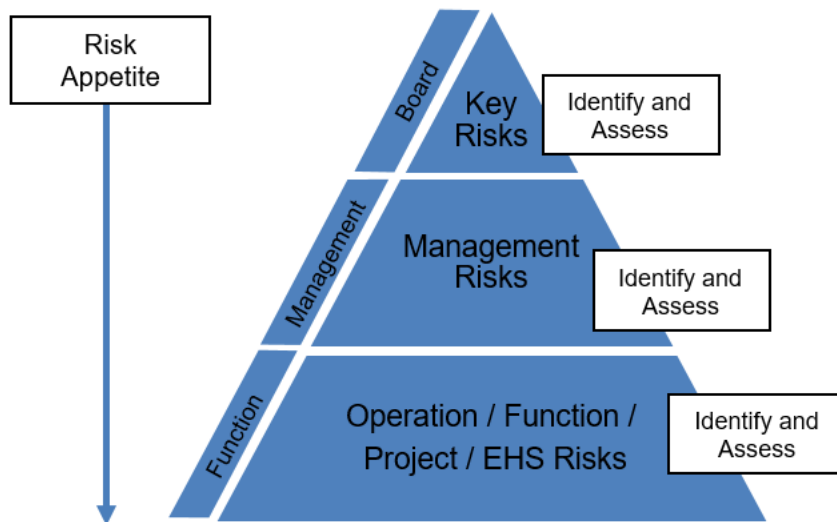 Risk
Appetite
Board
Key
Risks
Identify and
Assess
Management
Management
Risks
Identify and
Assess
Function
Operation / Function /
Project / EHS Risks
Identify and
Assess